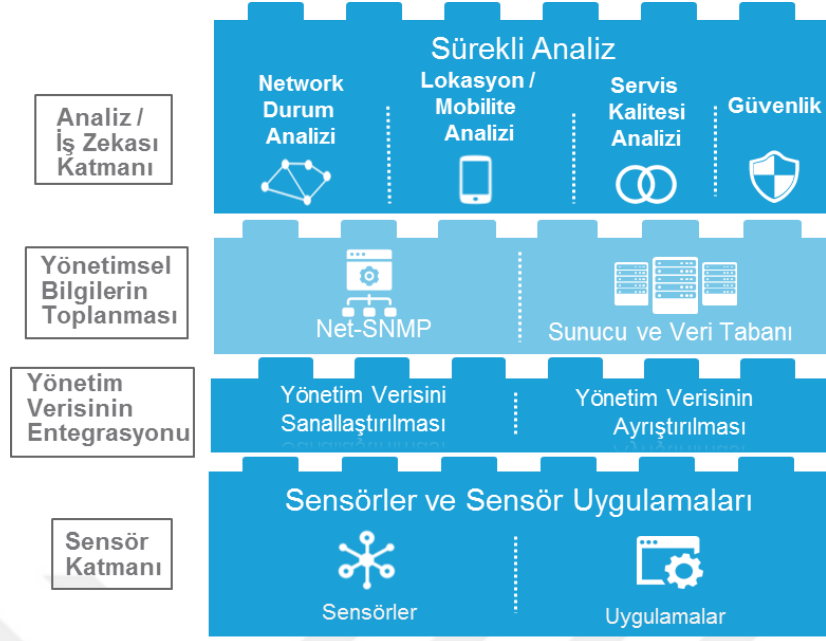 Sürekli Analiz
Network
Durum
Analizi
Lokasyon /
Mobilite
Analizi
Servis
Kalitesi
Analizi
Güvenlik
Analiz /
İş Zekası
Katmanı
Yönetimsel
Bilgilerin
Toplanması
Net-SNMP
Sunucu ve Veri Tabanı
Yönetim
Verisinin
Entegrasyonu
Yönetim Verisini
Sanallaştırılması
Yönetim Verisinin
Ayrıştırılması
Sensörler ve Sensör Uygulamaları
Sensör
Katmanı
Sensörler
Uygulamalar